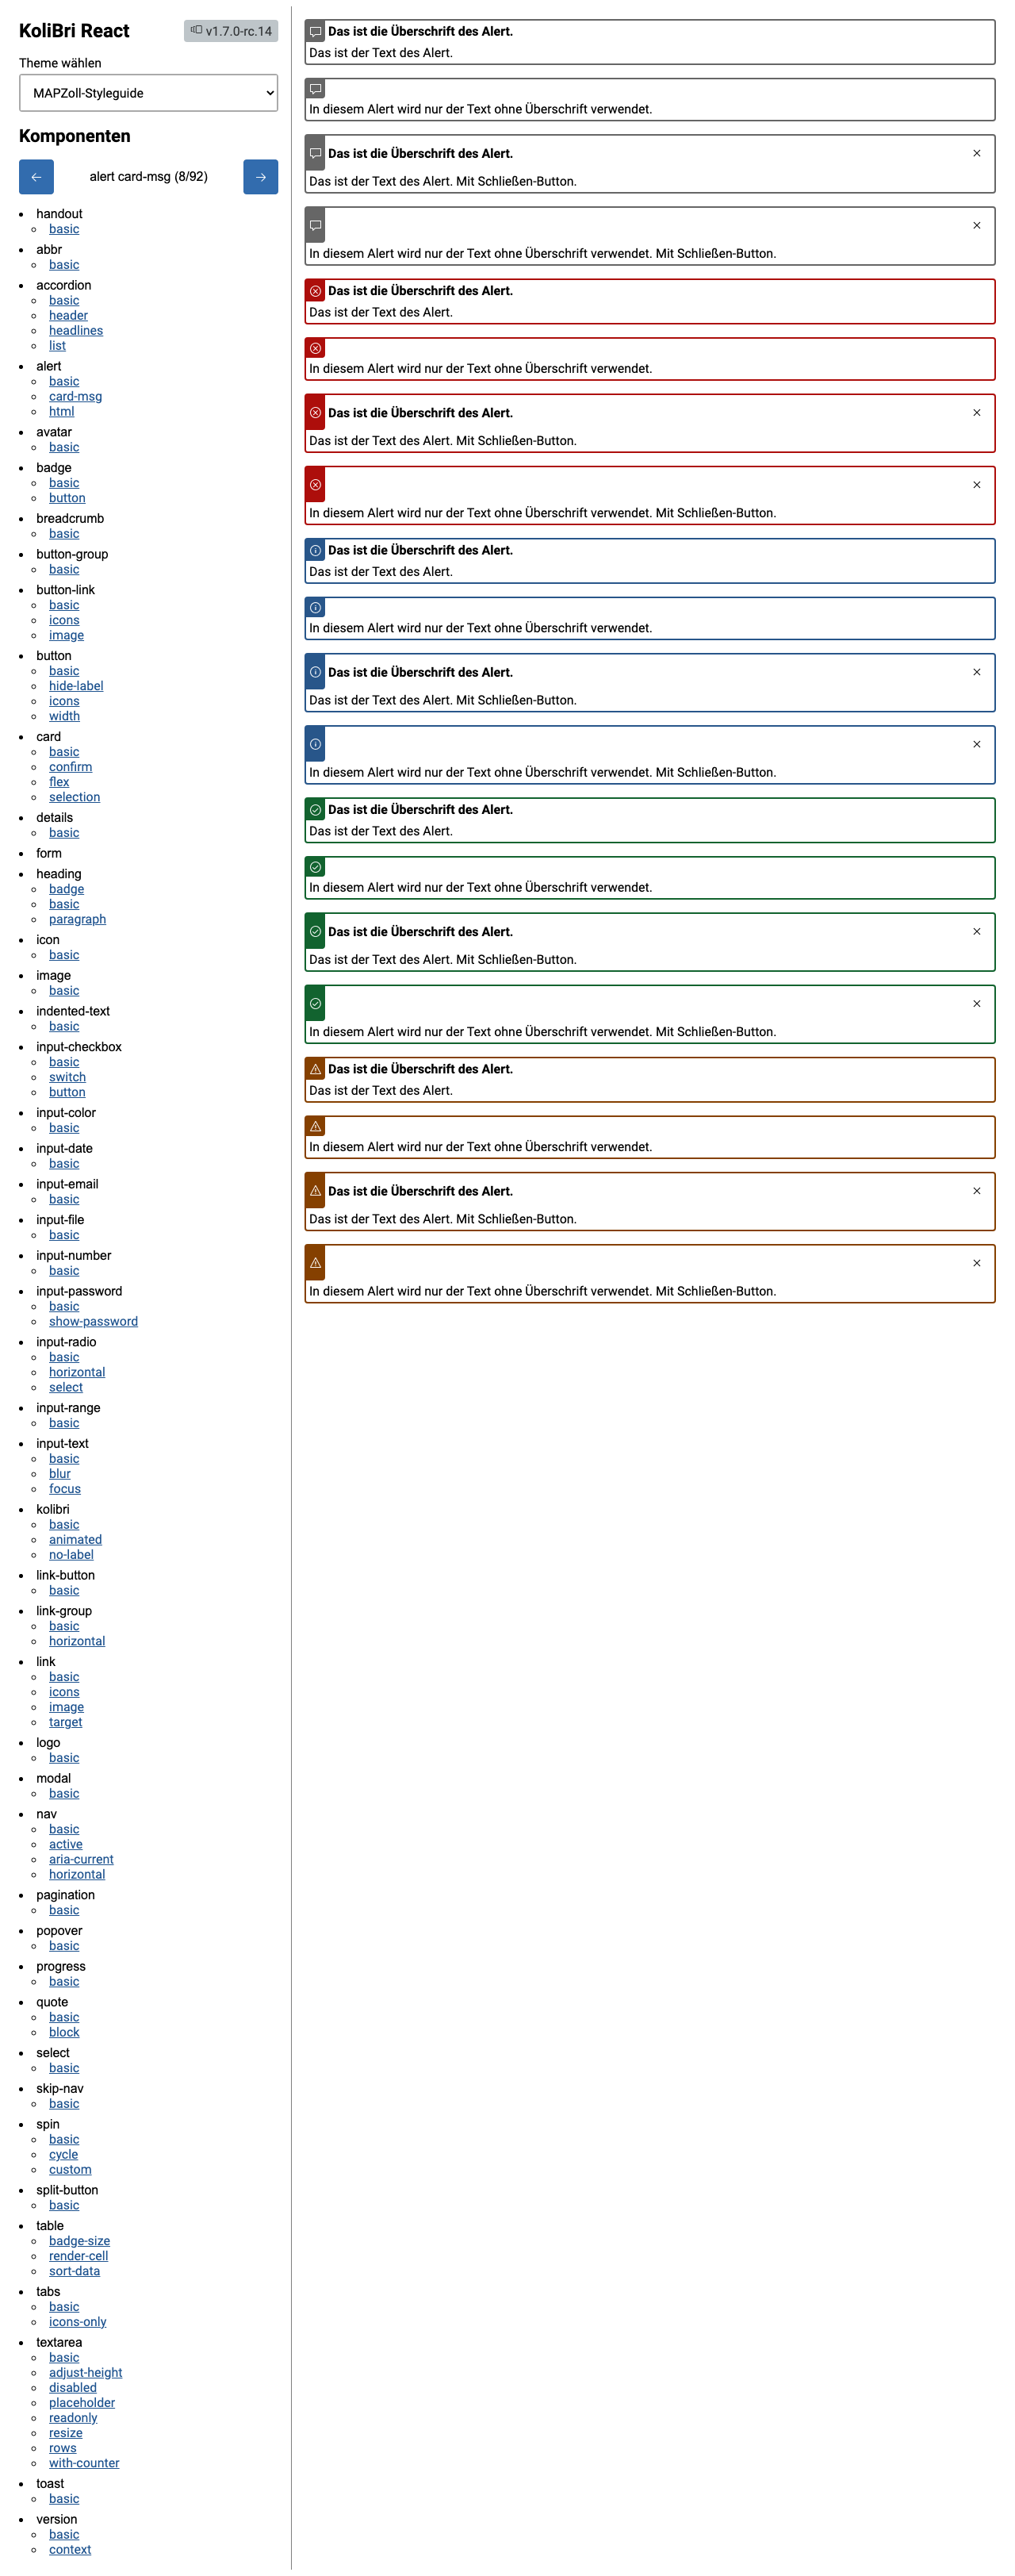 KoliBri React
v1.7.0-rc.14
Theme wählen
MAPZoll-Styleguide
Komponenten
alert card-msg (8/92)
handout
basic
abbr
basic
accordion
basic
header
headlines
list
alert
basic
card-msg
html
avatar
basic
badge
basic
button
breadcrumb
basic
button-group
basic
button-link
basic
icons
image
button
basic
hide-label
icons
width
card
basic
confirm
flex
selection
details
basic
form
heading
badge
basic
paragraph
icon
basic
image
basic
indented-text
basic
input-checkbox
basic
switch
button
input-color
basic
input-date
basic
input-email
basic
input-file
basic
input-number
basic
input-password
basic
show-password
input-radio
basic
horizontal
select
input-range
basic
input-text
basic
blur
focus
kolibri
basic
animated
no-label
link-button
basic
link-group
basic
horizontal
link
basic
icons
image
target
logo
basic
modal
basic
nav
basic
active
aria-current
horizontal
pagination
basic
popover
basic
progress
basic
quote
basic
block
select
basic
skip-nav
basic
spin
basic
cycle
custom
split-button
basic
table
badge-size
render-cell
sort-data
tabs
basic
icons-only
textarea
basic
adjust-height
disabled
placeholder
readonly
resize
rows
with-counter
toast
basic
version
basic
context
Das ist die Überschrift des Alert.
Das ist der Text des Alert.
In diesem Alert wird nur der Text ohne Überschrift verwendet.
Das ist die Überschrift des Alert.
Das ist der Text des Alert. Mit Schließen-Button.
In diesem Alert wird nur der Text ohne Überschrift verwendet. Mit Schließen-Button.
Das ist die Überschrift des Alert.
Das ist der Text des Alert.
In diesem Alert wird nur der Text ohne Überschrift verwendet.
Das ist die Überschrift des Alert.
Das ist der Text des Alert. Mit Schließen-Button.
In diesem Alert wird nur der Text ohne Überschrift verwendet. Mit Schließen-Button.
Das ist die Überschrift des Alert.
Das ist der Text des Alert.
In diesem Alert wird nur der Text ohne Überschrift verwendet.
Das ist die Überschrift des Alert.
Das ist der Text des Alert. Mit Schließen-Button.
In diesem Alert wird nur der Text ohne Überschrift verwendet. Mit Schließen-Button.
Das ist die Überschrift des Alert.
Das ist der Text des Alert.
In diesem Alert wird nur der Text ohne Überschrift verwendet.
Das ist die Überschrift des Alert.
Das ist der Text des Alert. Mit Schließen-Button.
In diesem Alert wird nur der Text ohne Überschrift verwendet. Mit Schließen-Button.
Das ist die Überschrift des Alert.
Das ist der Text des Alert.
In diesem Alert wird nur der Text ohne Überschrift verwendet.
Das ist die Überschrift des Alert.
Das ist der Text des Alert. Mit Schließen-Button.
In diesem Alert wird nur der Text ohne Überschrift verwendet. Mit Schließen-Button.